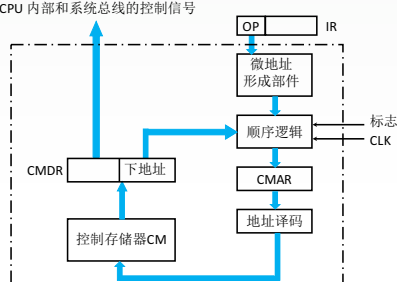 CPU 内部和系统总线的控制信号
OP
IR
微地址
形成部件
顺序逻辑
标志
CLK
CMDR
下地址
CMAR
地址译码
控制存储器CM